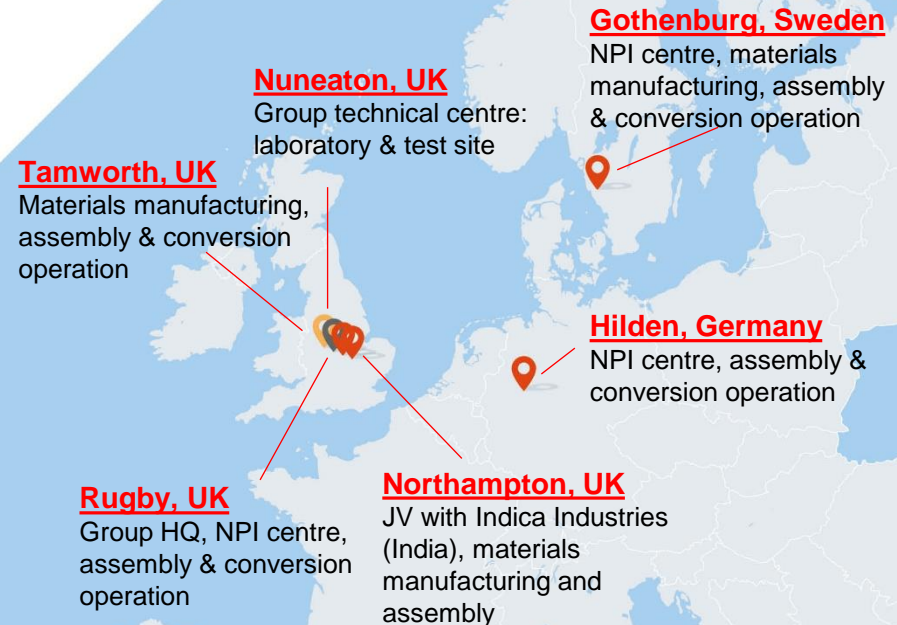 Gothenburg, Sweden
NPI centre, materials
manufacturing, assembly
& conversion operation
Nuneaton, UK
Group technical centre:
laboratory & test site
Tamworth, UK
Materials manufacturing,
assembly & conversion
operation
Hilden, Germany
NPI centre, assembly &
conversion operation
Rugby, UK
Group HQ, NPI centre,
assembly & conversion
operation
Northampton, UK
JV with Indica Industries
(India), materials
manufacturing and
assembly